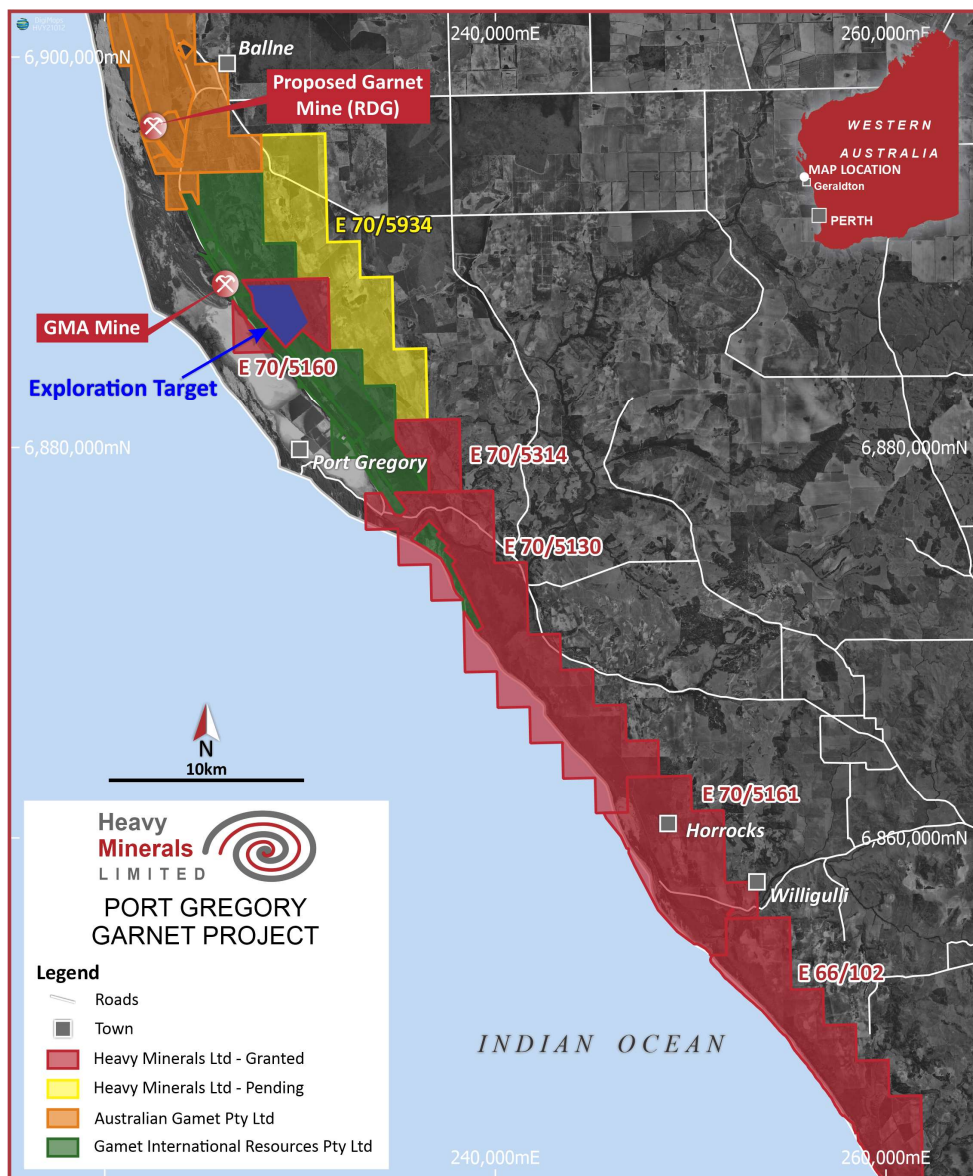 240,000mE
260,000mE
6,900,000mN
Ballne
Proposed Garnet
Mine (RDG)
WESTERN
AUSTRALIA
MAP LOCATION
Geraldton
PERTH
E 70/5934
GMA Mine
E 70/5160
Exploration Target
6,880,000mN
6,880,000mN
Port Gregory
E 70/5314
E 70/5130
N
10km
E 70/5161
Horrocks
6,860,000mN
Willigulli
E 66/102
INDIAN OCEAN
Heavy
Minerals
LIMITED
PORT GREGORY
GARNET PROJECT
Legend
Roads
Town
Heavy Minerals Ltd - Granted
Heavy Minerals Ltd - Pending
Australian Gamet Pty Ltd
Gamet International Resources Pty Ltd
240,000mE
260,000mE